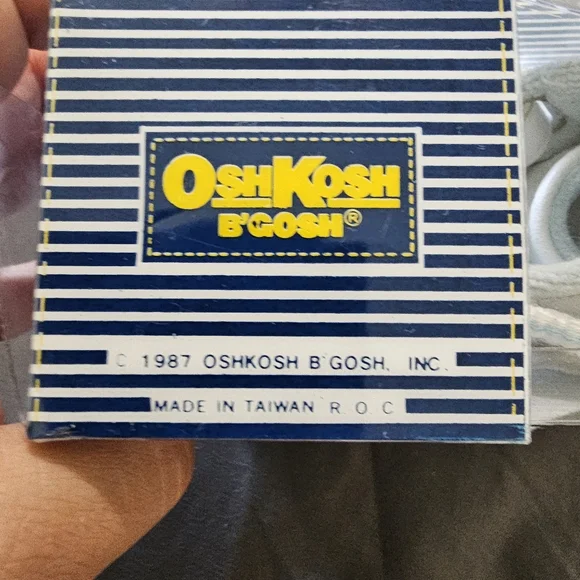 OSHKOSH
B'GOSH®
C 1987 OSHKOSH B'GOSH, INC.
MADE IN TAIWAN R O C